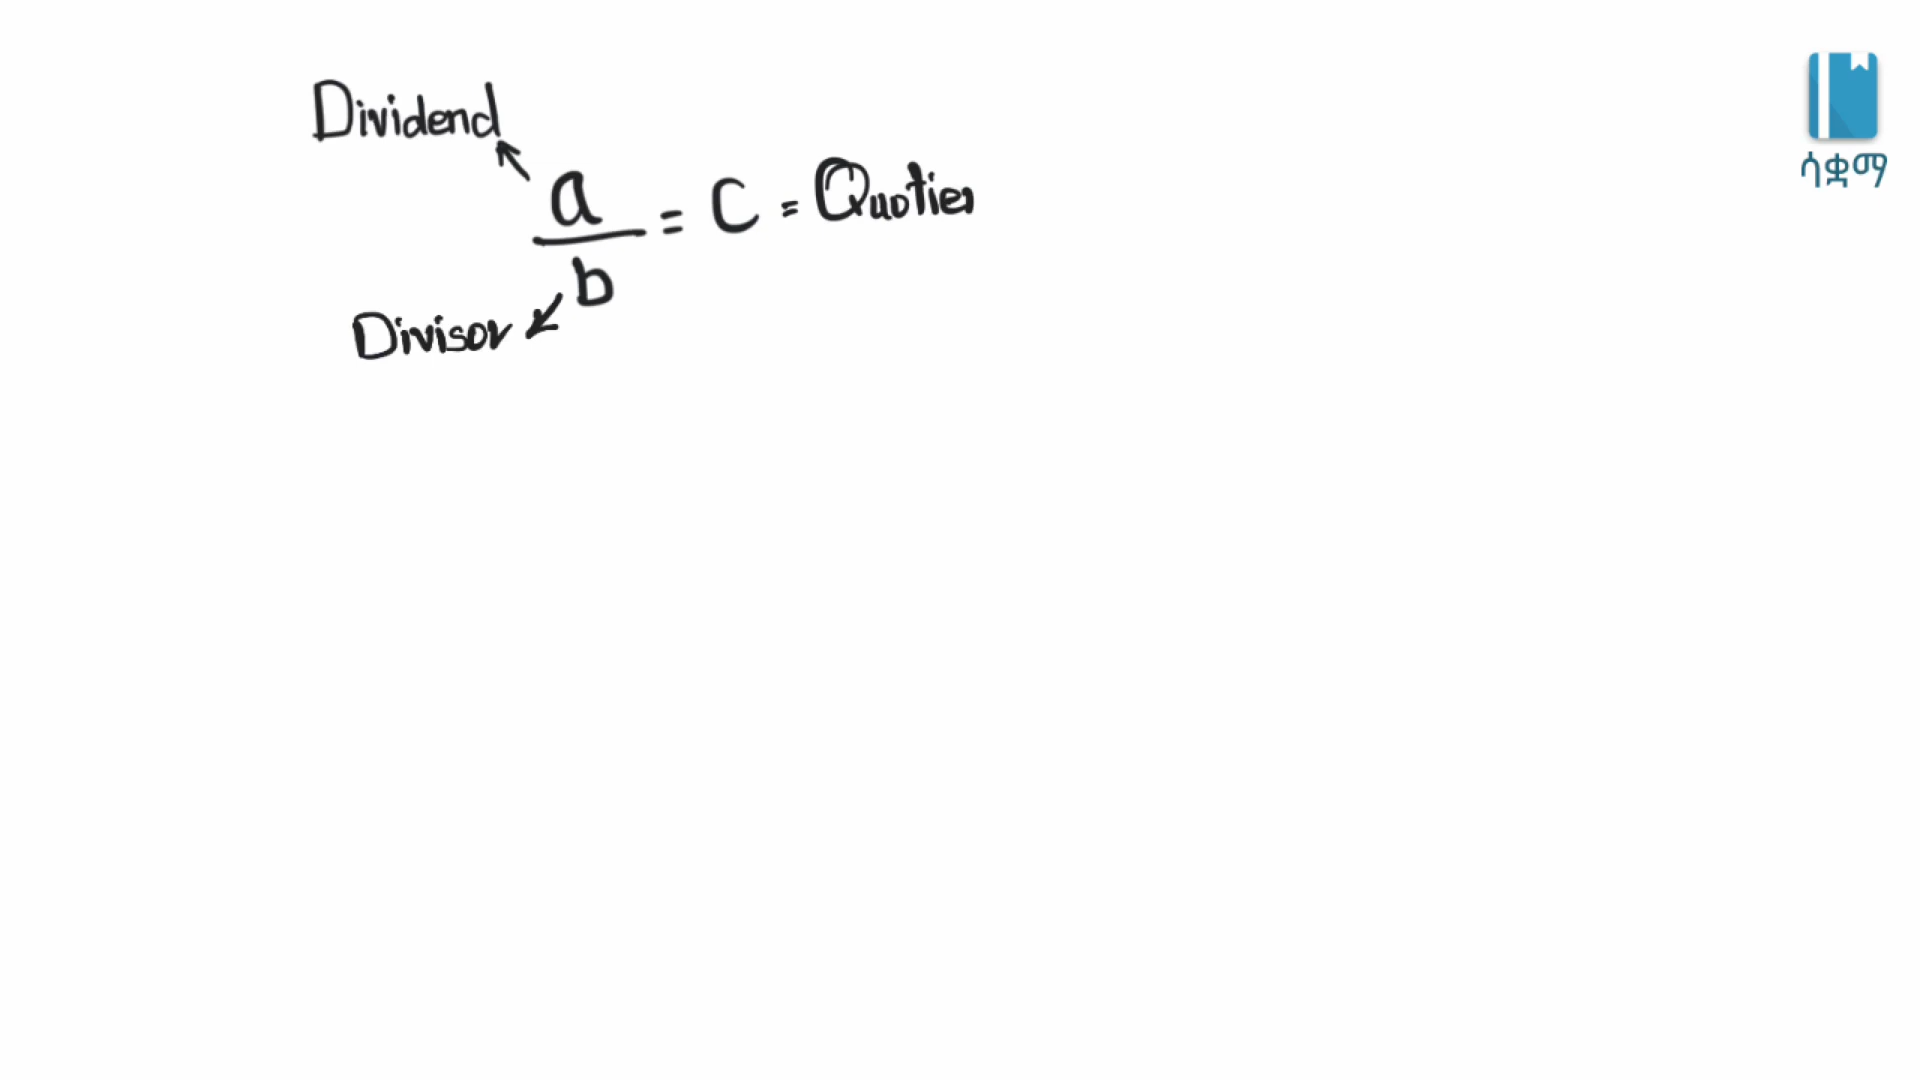 Dividend
a
b
= C = Quotien
Divisor
ሳቋማ